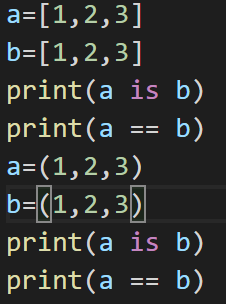 a=[1,2,3]
b=[1,2,3]
print(a is b)
print(a == b)
a=(1,2,3)
b=(1,2,3)
print(a is b)
print(a == b)